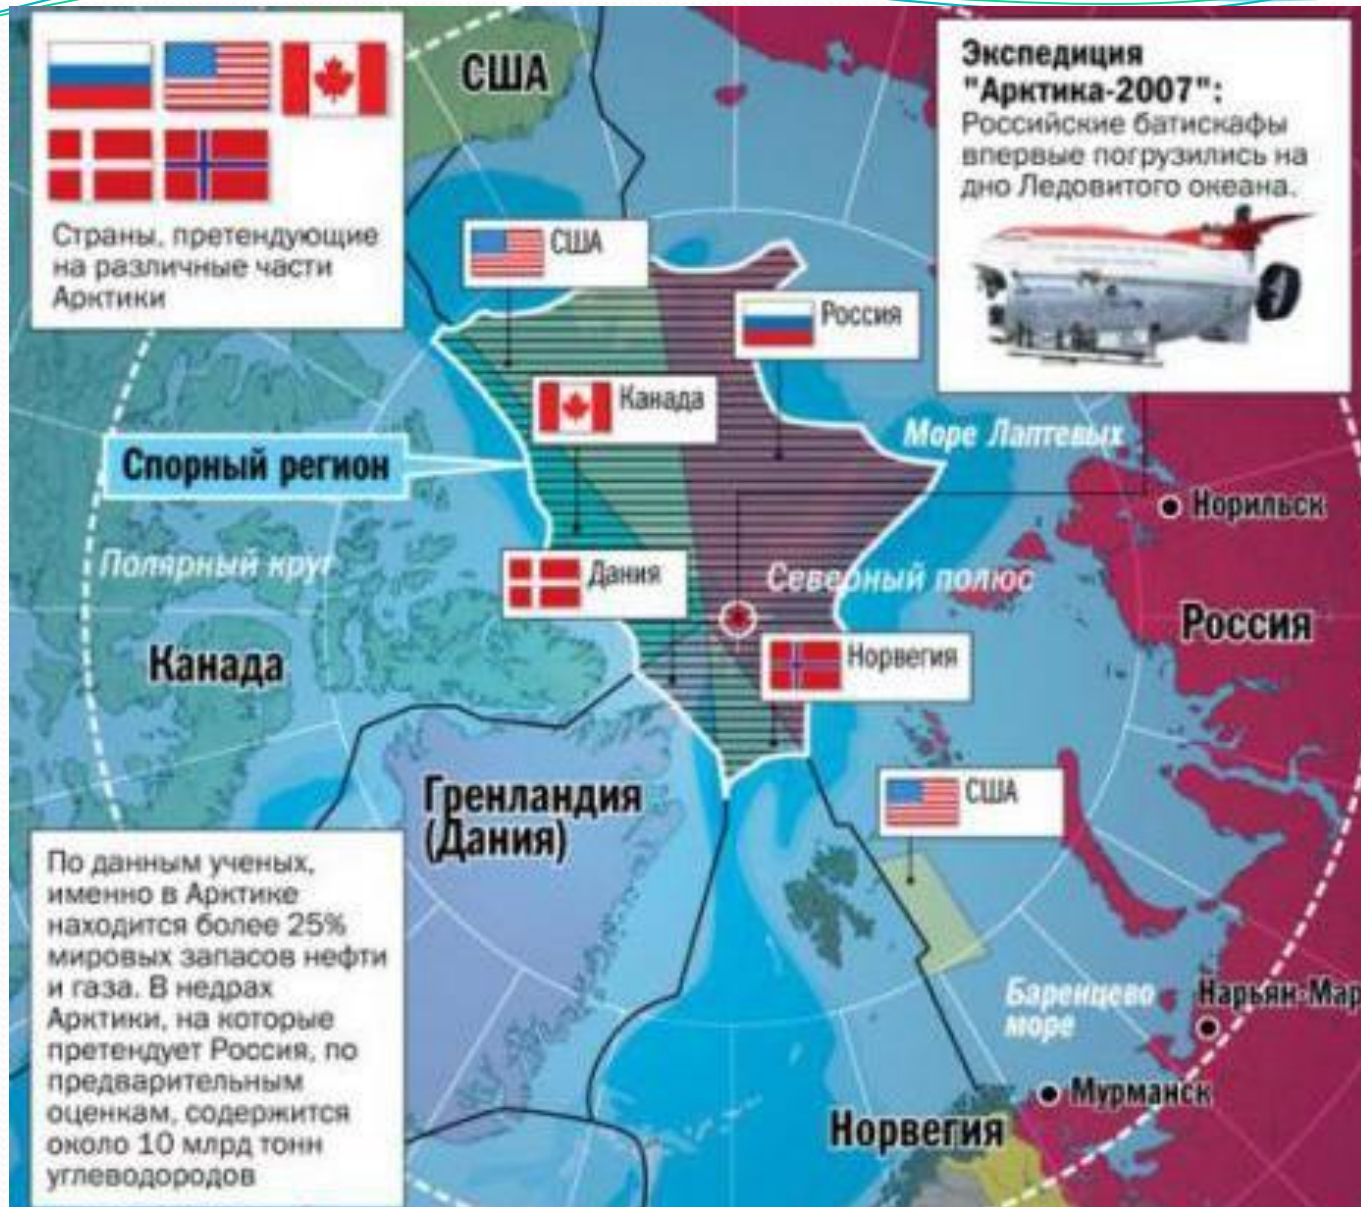 Страны, претендующие
на различные части
Арктики
США
Экспедиция
"Арктика-2007":
Российские батискафы
впервые погрузились на
дно Ледовитого океана.
США
Россия
Канада
Море Лаптевых
Спорный регион
Норильск
Полярный круг
Дания
Северный полюс
Россия
Канада
Норвегия
Гренландия
(Дания)
США
По данным ученых,
именно в Арктике
находится более 25%
мировых запасов нефти
и газа. В недрах
Арктики, на которые
претендует Россия, по
предварительным
оценкам, содержится
около 10 млрд тонн
углеводородов
Баренцево
море
Нарьян-Мар
Мурманск
Норвегия